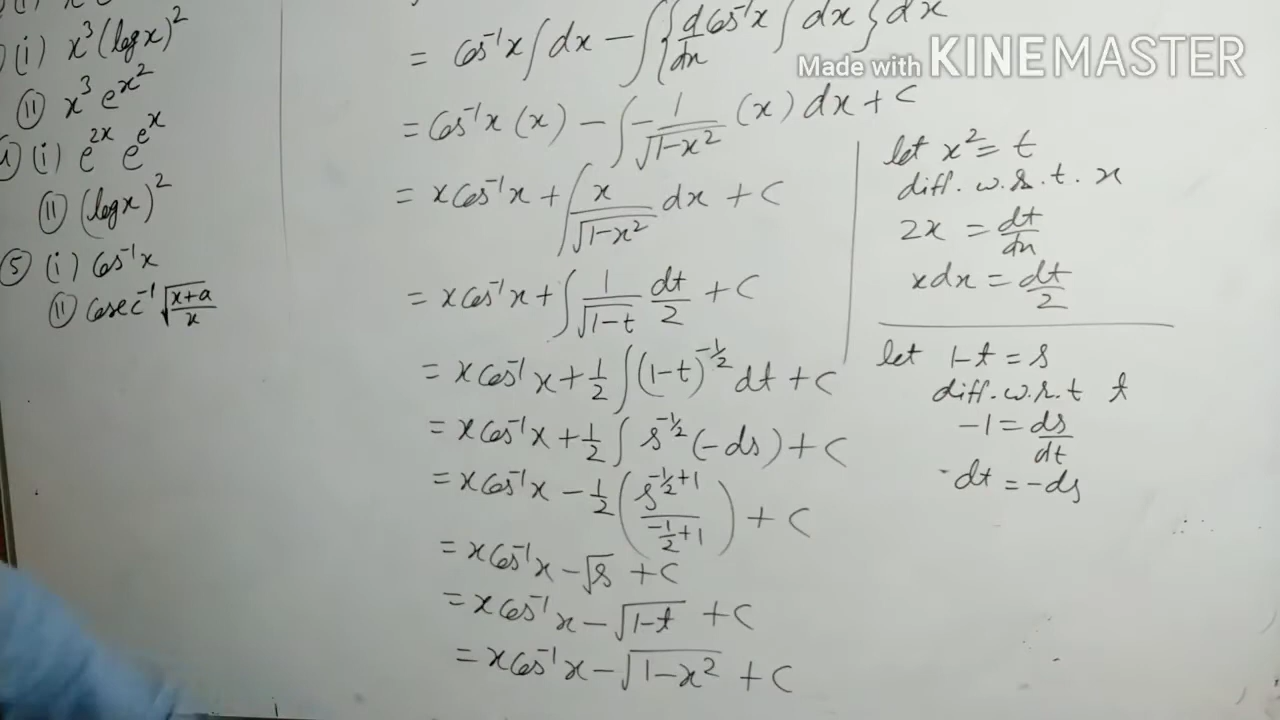 (i) x³(log x)²
(ii) x³ e^{x²}
(i) e^{2x} e^{e^x}
(ii) (log x)²
⑤ (i) Cos⁻¹x
(ii) Cosec⁻¹ √((x+a)/x)
= Cos⁻¹x ∫dx − ∫{d/dx Cos⁻¹x ∫dx} dx
Made with KINEMASTER
= Cos⁻¹x (x) − ∫ −1/√(1−x²) (x) dx + C
= x Cos⁻¹x + ∫ x/√(1−x²) dx + C
= x Cos⁻¹x + ∫ 1/√(1−t) dt/2 + C
= x Cos⁻¹x + 1/2 ∫ (1−t)^{−1/2} dt + C
= x Cos⁻¹x + 1/2 ∫ s^{−1/2} (−ds) + C
= x Cos⁻¹x − 1/2 (s^{−1/2+1}/(−1/2+1)) + C
= x Cos⁻¹x − √s + C
= x Cos⁻¹x − √(1−t) + C
= x Cos⁻¹x − √(1−x²) + C
let x² = t
diff. w.r.t. x
2x = dt/dx
xdx = dt/2
let 1−t = s
diff. w.r.t t
−1 = ds/dt
dt = −ds